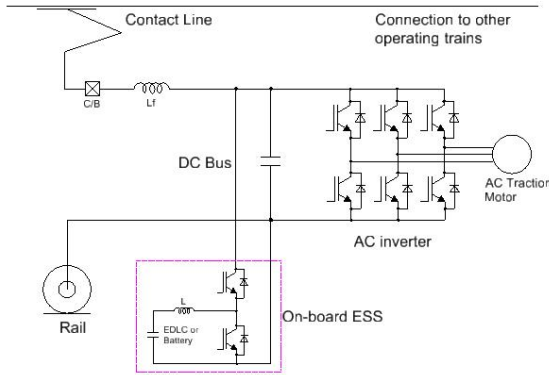 Contact Line
Connection to other
operating trains
C/B
Lf
DC Bus
AC Traction
Motor
AC inverter
L
EDLC or
Battery
On-board ESS
Rail